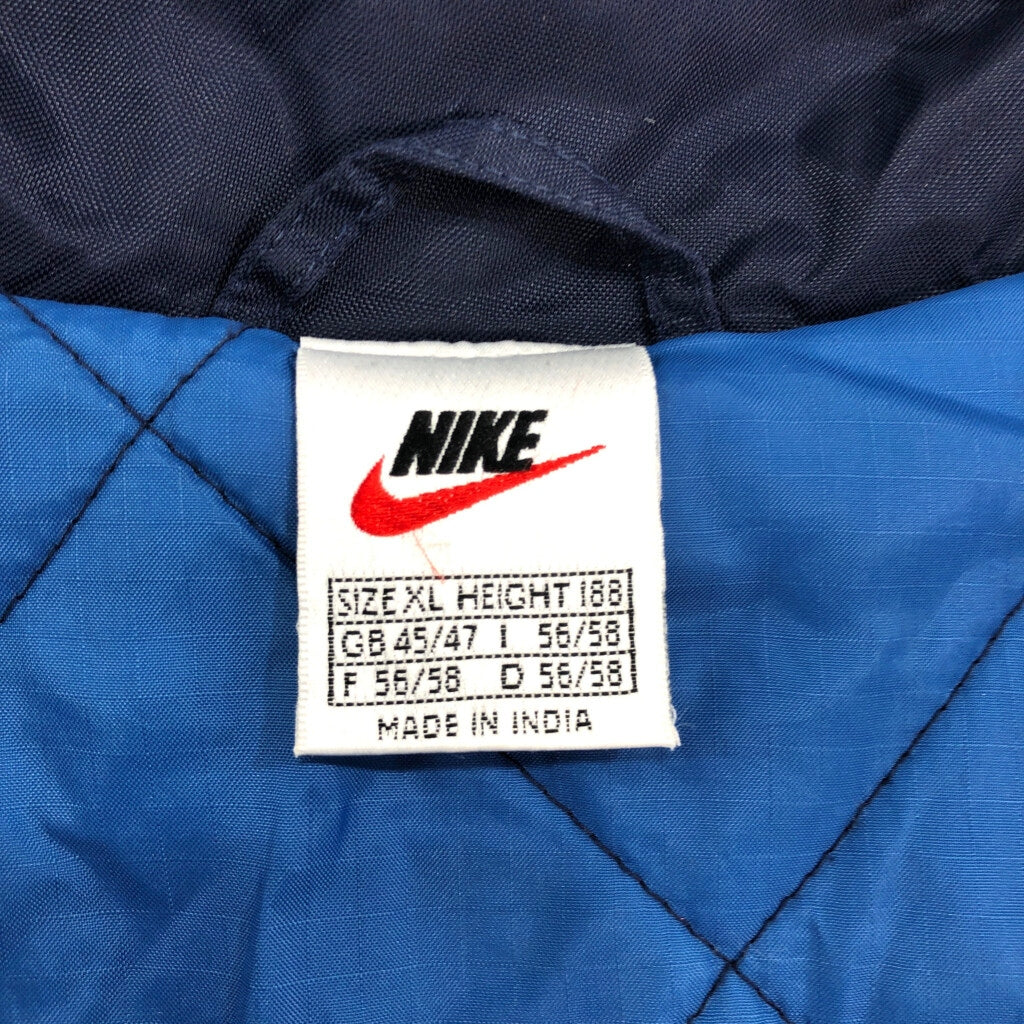 NIKE
SIZE XL HEIGHT 188
GB 45/47 I 56/58
F 56/58 D 56/58
MADE IN INDIA